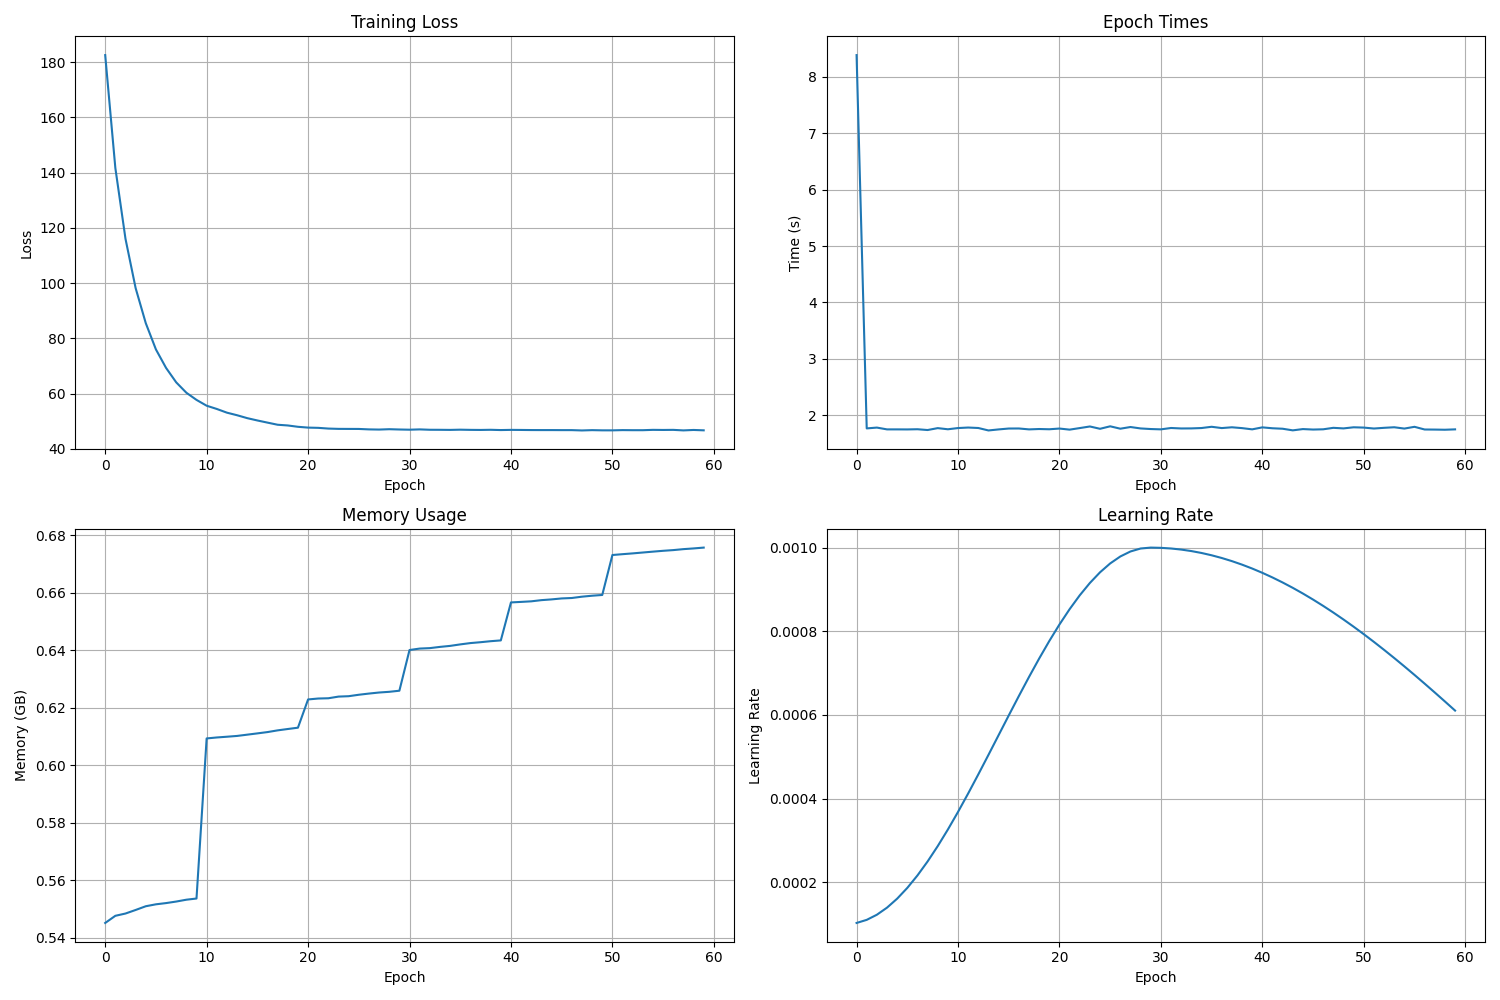 Training Loss
180
160
140
120
100
80
60
40
Loss
0 10 20 30 40 50 60
Epoch
Epoch Times
8
7
6
5
4
3
2
Time (s)
0 10 20 30 40 50 60
Epoch
Memory Usage
0.68
0.66
0.64
0.62
0.60
0.58
0.56
0.54
Memory (GB)
0 10 20 30 40 50 60
Epoch
Learning Rate
0.0010
0.0008
0.0006
0.0004
0.0002
Learning Rate
0 10 20 30 40 50 60
Epoch